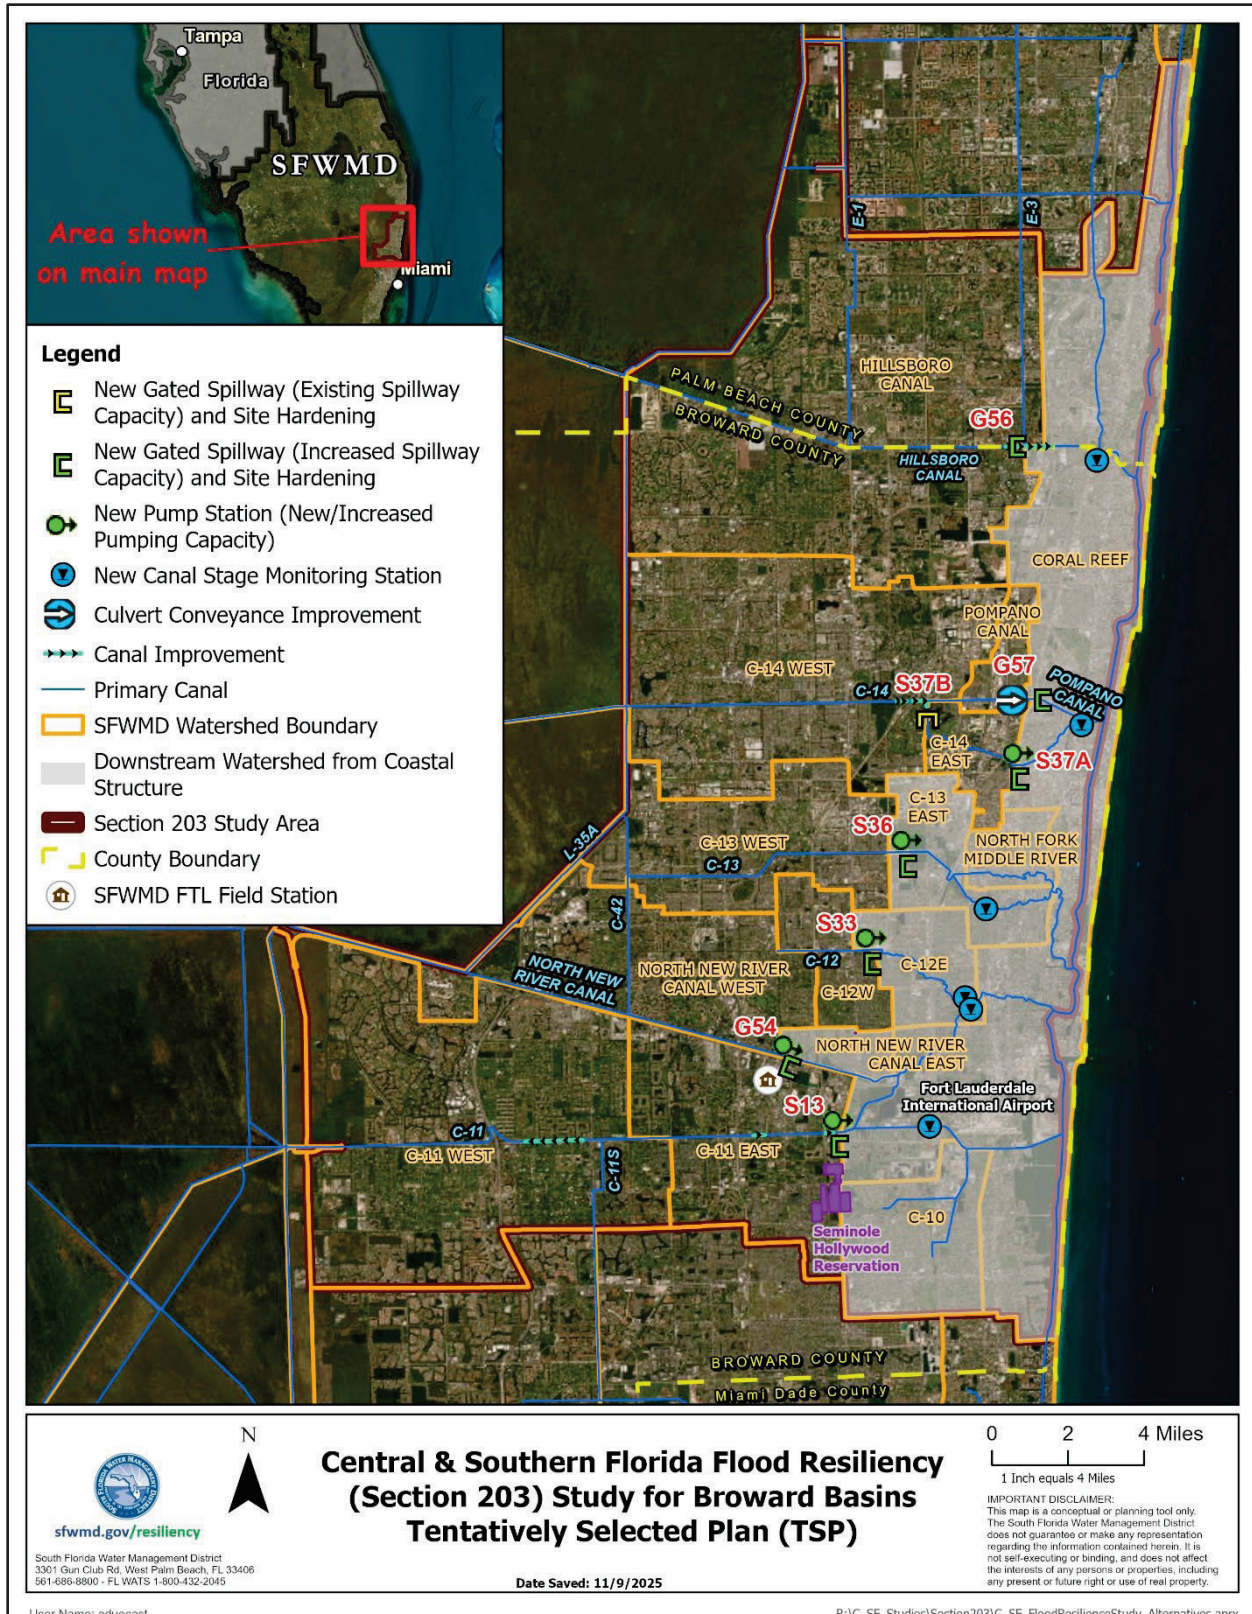 Tampa
Florida
SFWMD
Area shown
on main map
Miami
Legend
New Gated Spillway (Existing Spillway
Capacity) and Site Hardening
New Gated Spillway (Increased Spillway
Capacity) and Site Hardening
New Pump Station (New/Increased
Pumping Capacity)
New Canal Stage Monitoring Station
Culvert Conveyance Improvement
Canal Improvement
Primary Canal
SFWMD Watershed Boundary
Downstream Watershed from Coastal
Structure
Section 203 Study Area
County Boundary
SFWMD FTL Field Station
E-1
E-3
HILLSBORO
CANAL
PALM BEACH COUNTY
BROWARD COUNTY
G56
HILLSBORO
CANAL
CORAL REEF
POMPANO
CANAL
C-14 WEST
G57
S37B
C-14
POMPANO
CANAL
C-14
EAST
S37A
C-13
EAST
S36
C-13 WEST
C-13
NORTH FORK
MIDDLE RIVER
L-35A
C-42
S33
C-12
C-12E
C-12W
NORTH NEW
RIVER CANAL
NORTH NEW RIVER
CANAL WEST
G54
NORTH NEW RIVER
CANAL EAST
Fort Lauderdale
International Airport
S13
C-11
C-11 WEST
C-11S
C-11 EAST
C-10
Seminole
Hollywood
Reservation
BROWARD COUNTY
Miami Dade County
SOUTH FLORIDA WATER MANAGEMENT DISTRICT
sfwmd.gov/resiliency
South Florida Water Management District
3301 Gun Club Rd, West Palm Beach, FL 33406
561-686-8800 - FL WATS 1-800-432-2045
N
Central & Southern Florida Flood Resiliency
(Section 203) Study for Broward Basins
Tentatively Selected Plan (TSP)
Date Saved: 11/9/2025
0 2 4 Miles
1 Inch equals 4 Miles
IMPORTANT DISCLAIMER:
This map is a conceptual or planning tool only.
The South Florida Water Management District
does not guarantee or make any representation
regarding the information contained herein. It is
not self-executing or binding, and does not affect
the interests of any persons or properties, including
any present or future right or use of real property.